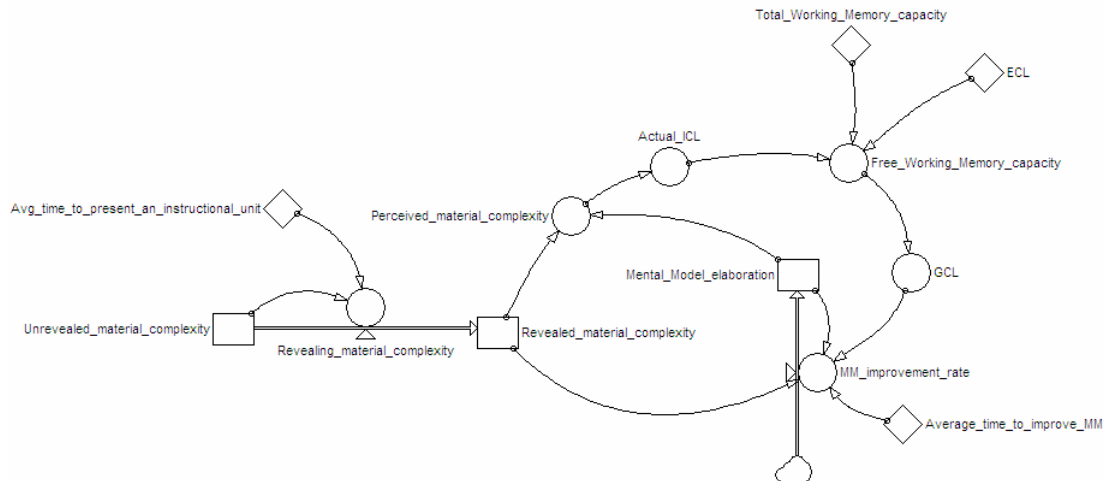 Total_Working_Memory_capacity
ECL
Actual_ICL
Free_Working_Memory_capacity
Avg_time_to_present_an_instructional_unit
Perceived_material_complexity
Mental_Model_elaboration
GCL
Unrevealed_material_complexity
Revealed_material_complexity
Revealing_material_complexity
MM_improvement_rate
Average_time_to_improve_MM